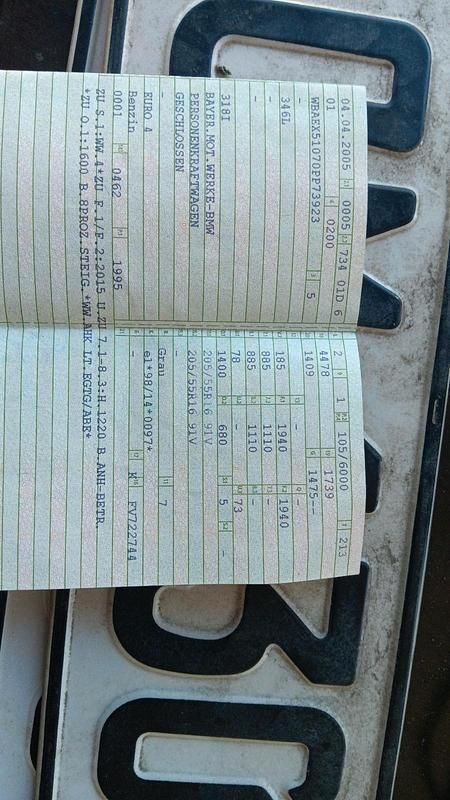 04.04.2005 0005 734 01D 6
01 0200
WBAEX51070PP73923 5
-
346L
-
-
318I
BAYER.MOT.WERKE-BMW
PERSONENKRAFTWAGEN
GESCHLOSSEN
-
EURO 4
Benzin
0001 0462 1995
2 1 105/6000 213
4478 1739
1409 1475--
- -
185 1940 1940
885 1110 -
885 1110 -
78 - 73
1400 680 5 -
205/55R16 91V
205/55R16 91V
-
Grau 7
e1*98/14*0097*
- K FV722744
ZU S.1:WW.4*ZU F.1/F.2:2015 U.ZU 7.1-8.3:H.1220 B.ANH-BETR.
*ZU O.1:1600 B.8PROZ.STEIG.*WW.AHK LT.EGTG/ABE*